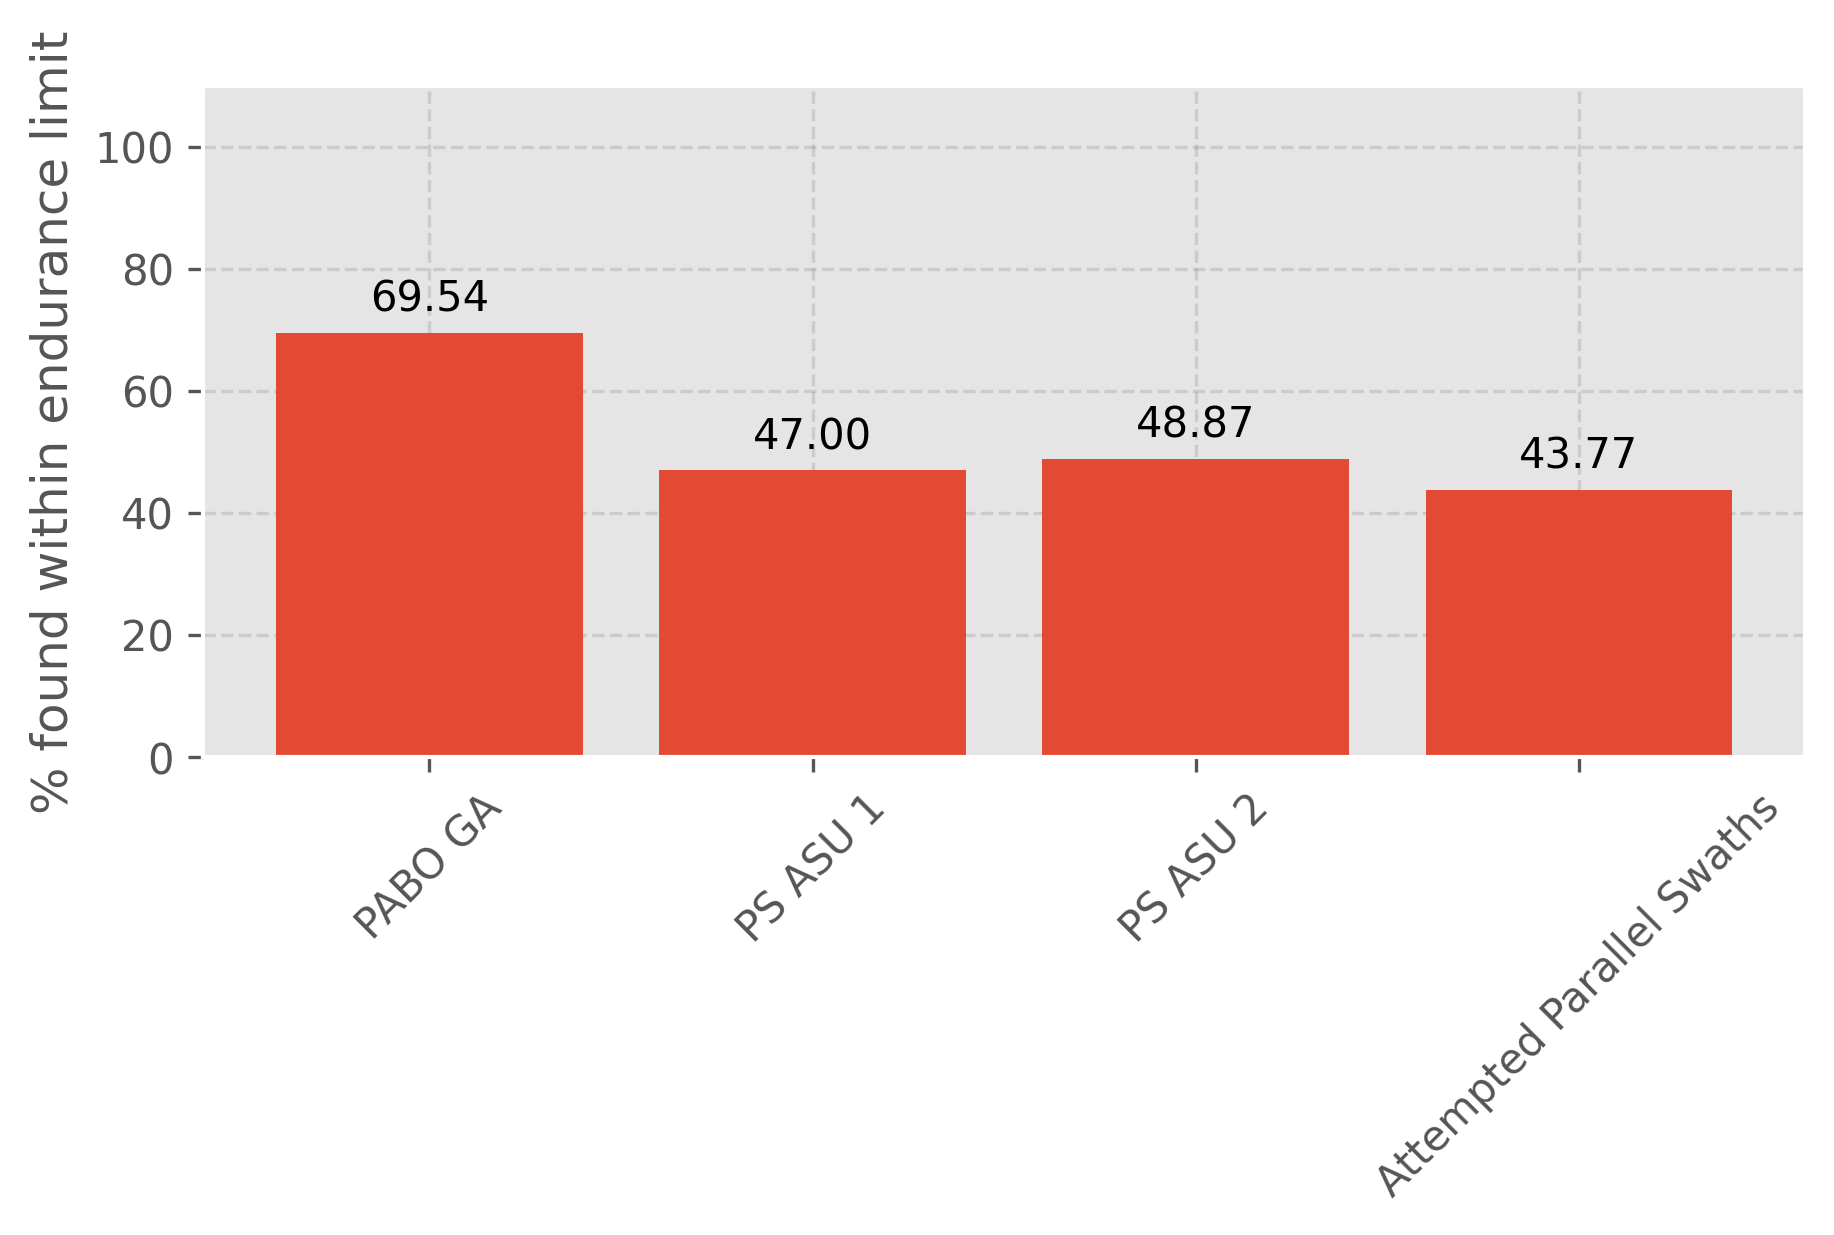 % found within endurance limit
100
80
60
40
20
0
69.54
47.00
48.87
43.77
PABO GA
PS ASU 1
PS ASU 2
Attempted Parallel Swaths